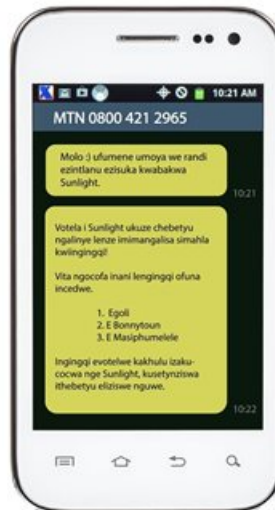 10:21 AM
MTN 0800 421 2965
Molo :) ufumene umoya we randi
ezintlanu ezisuka kwabakwa
Sunlight.
10:21
Votela i Sunlight ukuze chebetyu
ngalinye lenze imimangalisa simahla
kwiingingqi!
Vita ngocofa inani lengingqi ofuna
incedwe.
1. Egoli
2. E Bonnytoun
3. E Masiphumelele
Ingingqi evotelwe kakhulu izaku-
cocwa nge Sunlight, kusetynziswa
ithebetyu eliziswe nguwe.
10:22